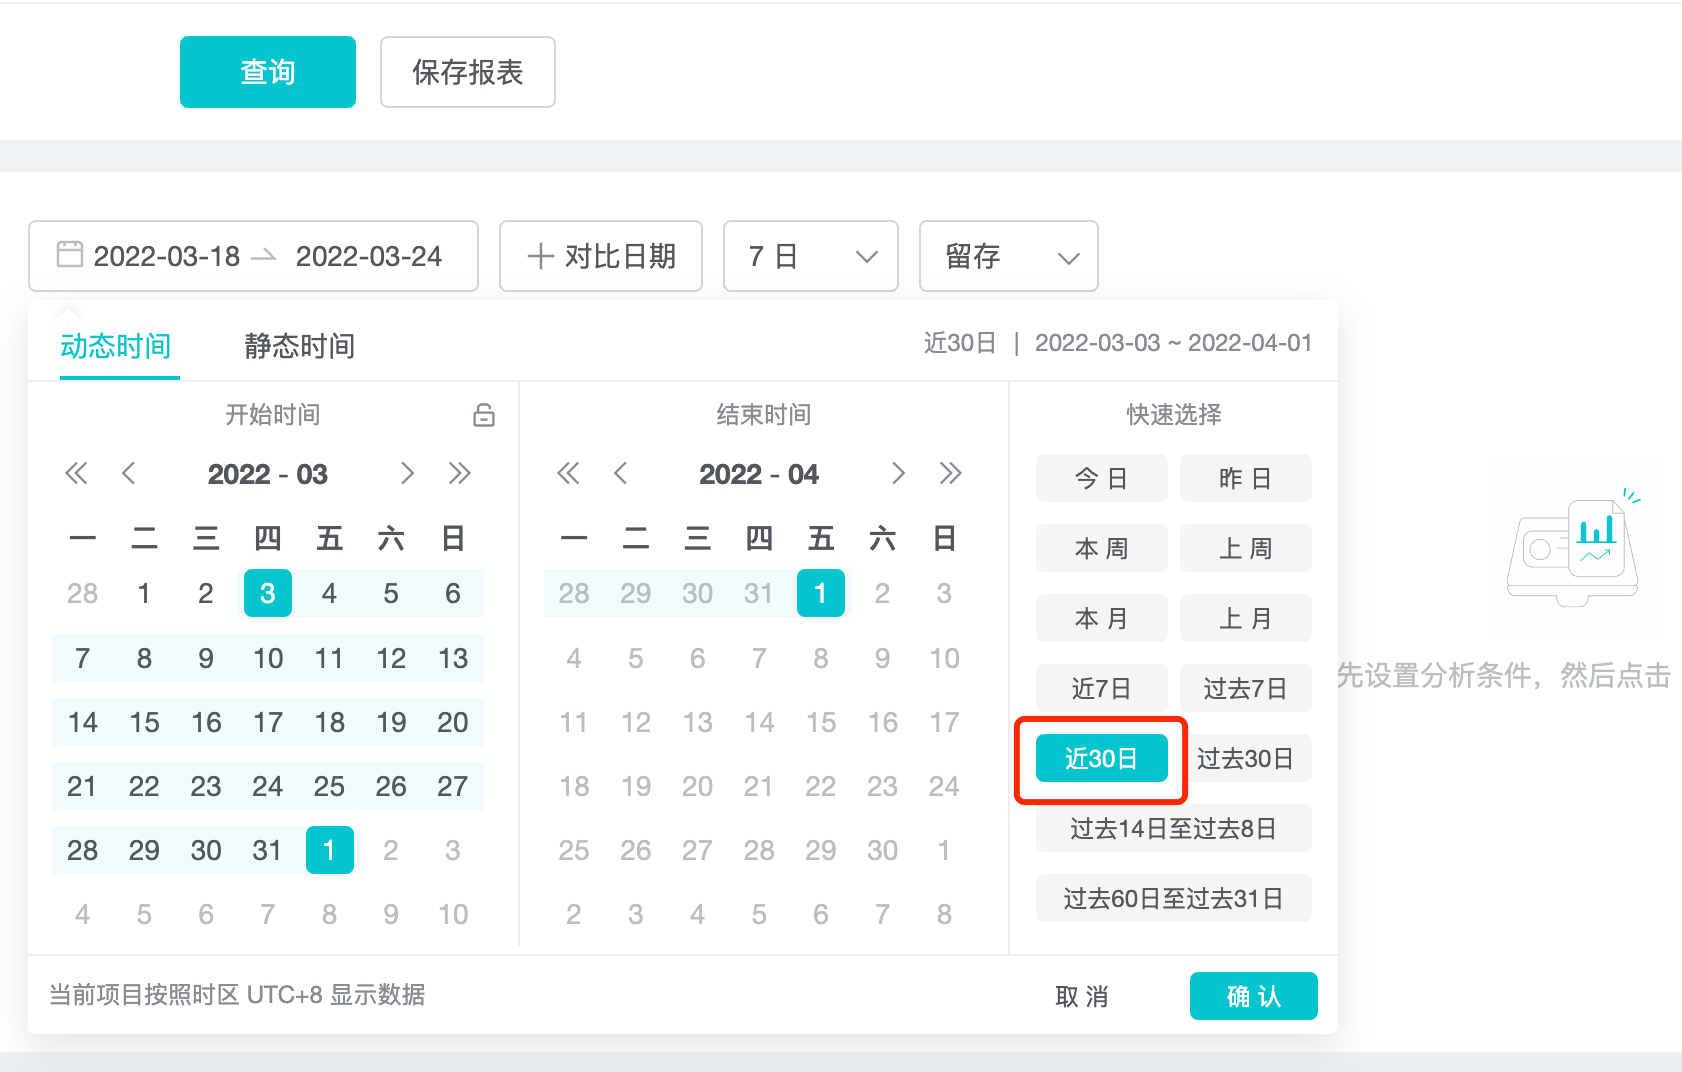 查询 保存报表
2022-03-18 2022-03-24 对比日期 7 日 留存
动态时间 静态时间 近30日 | 2022-03-03 ~ 2022-04-01
开始时间 结束时间 快速选择
2022 - 03
一 二 三 四 五 六 日
28 1 2 3 4 5 6
7 8 9 10 11 12 13
14 15 16 17 18 19 20
21 22 23 24 25 26 27
28 29 30 31 1 2 3
4 5 6 7 8 9 10
2022 - 04
一 二 三 四 五 六 日
28 29 30 31 1 2 3
4 5 6 7 8 9 10
11 12 13 14 15 16 17
18 19 20 21 22 23 24
25 26 27 28 29 30 1
2 3 4 5 6 7 8
今日 昨日
本周 上周
本月 上月
近7日 过去7日
近30日 过去30日
过去14日至过去8日
过去60日至过去31日
先设置分析条件，然后点击
当前项目按照时区 UTC+8 显示数据 取消 确认